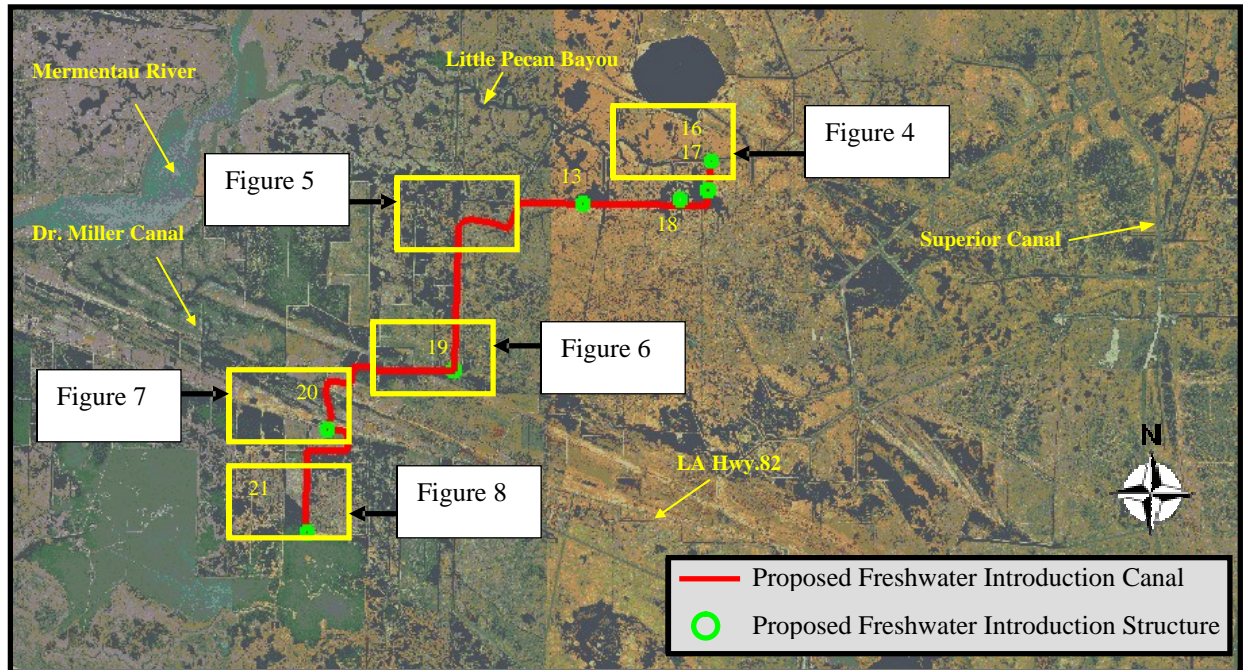 Mermentau River
Little Pecan Bayou
16
17
Figure 4
Figure 5
13
18
Dr. Miller Canal
Superior Canal
19
Figure 6
20
Figure 7
LA Hwy.82
N
21
Figure 8
Proposed Freshwater Introduction Canal
Proposed Freshwater Introduction Structure